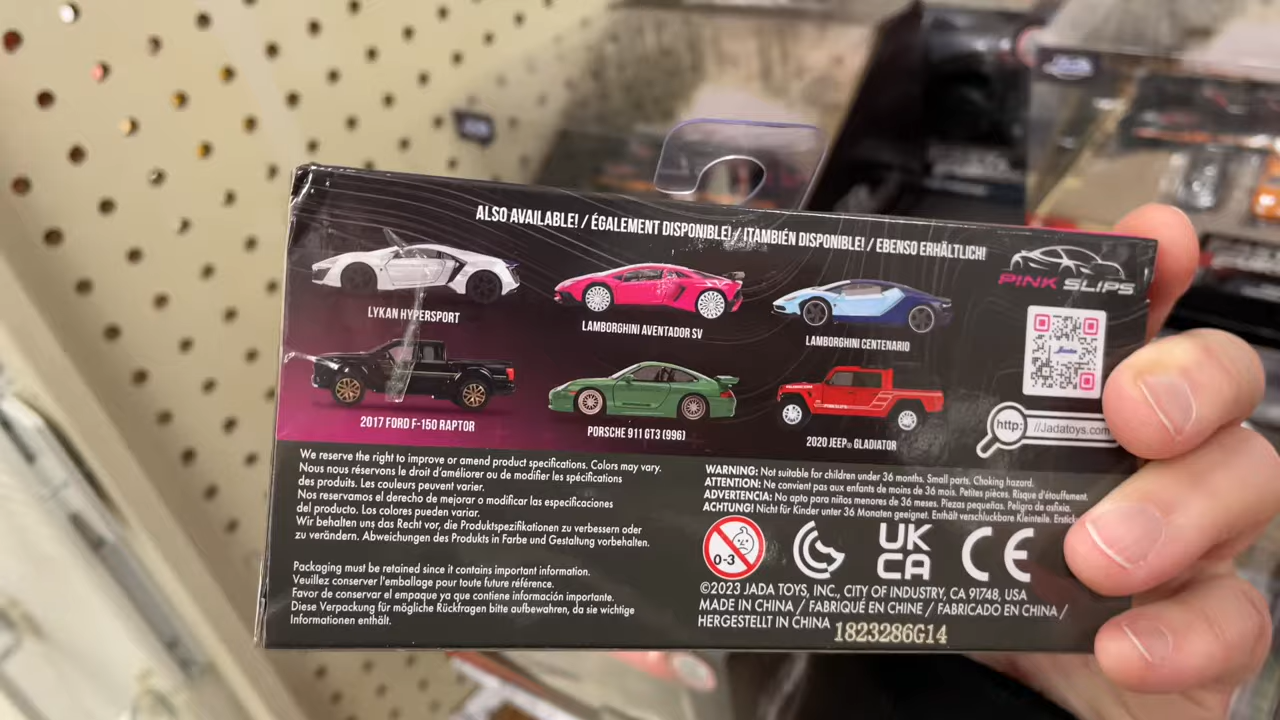 ALSO AVAILABLE! / ÉGALEMENT DISPONIBLE! / ¡TAMBIÉN DISPONIBLE! / EBENSO ERHÄLTLICH!
PINK SLIPS
LYKAN HYPERSPORT
LAMBORGHINI AVENTADOR SV
LAMBORGHINI CENTENARIO
2017 FORD F-150 RAPTOR
PORSCHE 911 GT3 (996)
2020 JEEP® GLADIATOR
http: //Jadatoys.com
We reserve the right to improve or amend product specifications. Colors may vary.
Nous nous réservons le droit d'améliorer ou de modifier les spécifications
des produits. Les couleurs peuvent varier.
Nos reservamos el derecho de mejorar o modificar las especificaciones
del producto. Los colores pueden variar.
Wir behalten uns das Recht vor, die Produktspezifikationen zu verbessern oder
zu verändern. Abweichungen des Produkts in Farbe und Gestaltung vorbehalten.
Packaging must be retained since it contains important information.
Veuillez conserver l'emballage pour toute future référence.
Favor de conservar el empaque ya que contiene información importante.
Diese Verpackung für mögliche Rückfragen bitte aufbewahren, da sie wichtige
Informationen enthält.
WARNING: Not suitable for children under 36 months. Small parts. Choking hazard.
ATTENTION: Ne convient pas aux enfants de moins de 36 mois. Petites pièces. Risque d'étouffement.
ADVERTENCIA: No apto para niños menores de 36 meses. Piezas pequeñas. Peligro de asfixia.
ACHTUNG! Nicht für Kinder unter 36 Monaten geeignet. Enthält verschluckbare Kleinteile.
0-3
UK
CA
CE
©2023 JADA TOYS, INC., CITY OF INDUSTRY, CA 91748, USA
MADE IN CHINA / FABRIQUÉ EN CHINE / FABRICADO EN CHINA /
HERGESTELLT IN CHINA
1823286G14